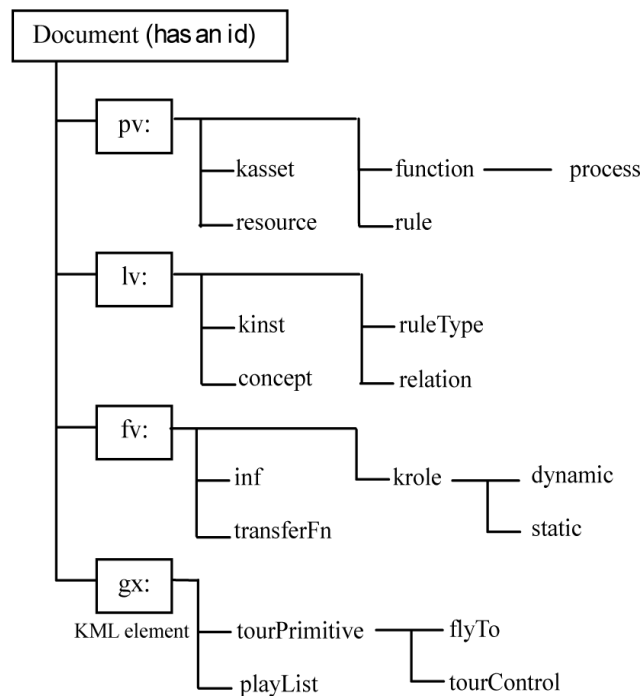 Document (has an id)
pv:
kasset
function
process
resource
rule
lv:
kinst
ruleType
concept
relation
fv:
inf
krole
dynamic
transferFn
static
gx:
KML element
tourPrimitive
flyTo
playList
tourControl